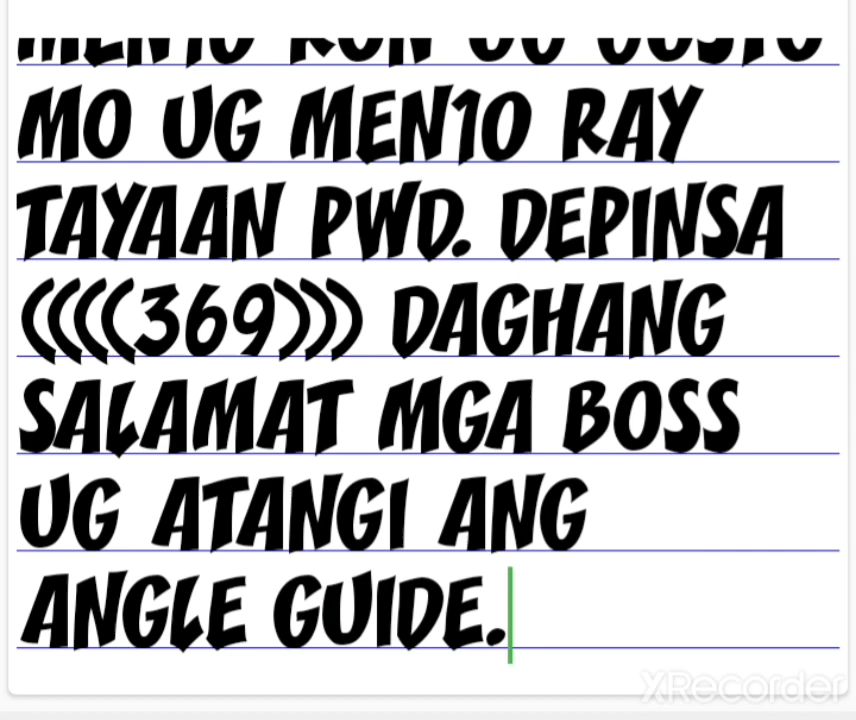 MO UG MEN10 RAY
TAYAAN PWD. DEPINSA
((((369))) DAGHANG
SALAMAT MGA BOSS
UG ATANGI ANG
ANGLE GUIDE.
XRecorder